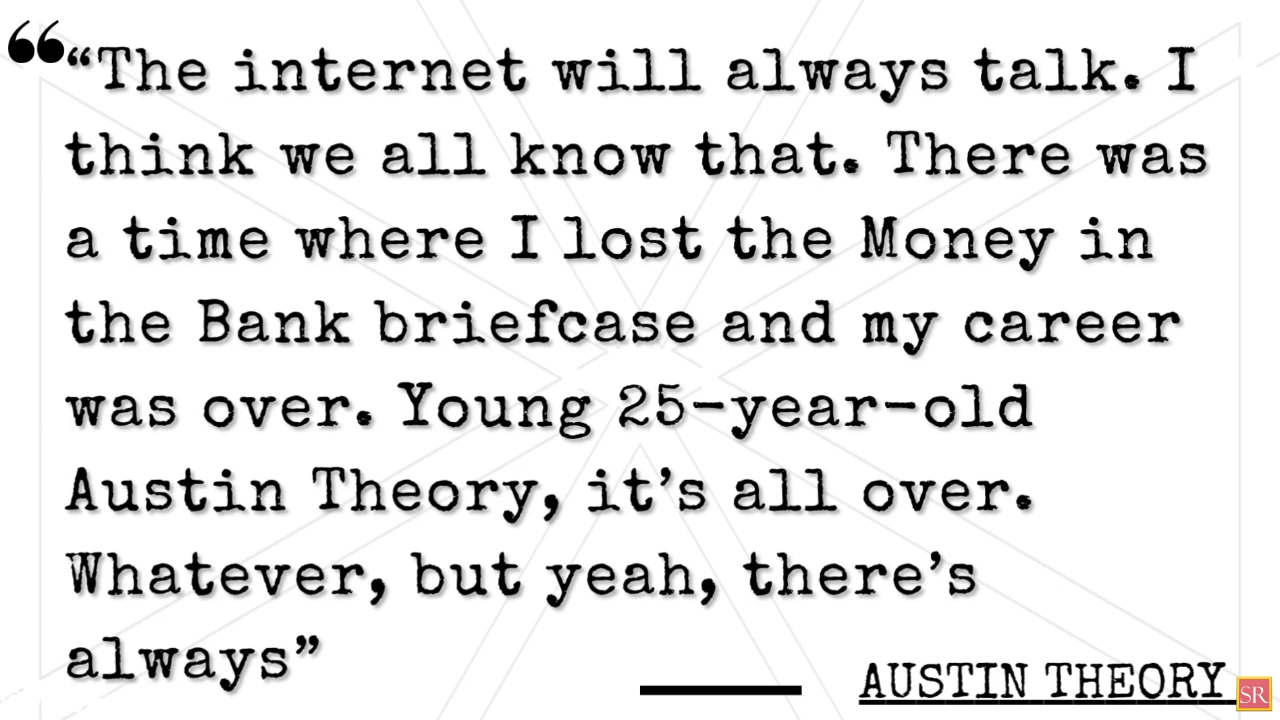 “The internet will always talk. I
think we all know that. There was
a time where I lost the Money in
the Bank briefcase and my career
was over. Young 25-year-old
Austin Theory, it’s all over.
Whatever, but yeah, there’s
always”
AUSTIN THEORY
SR